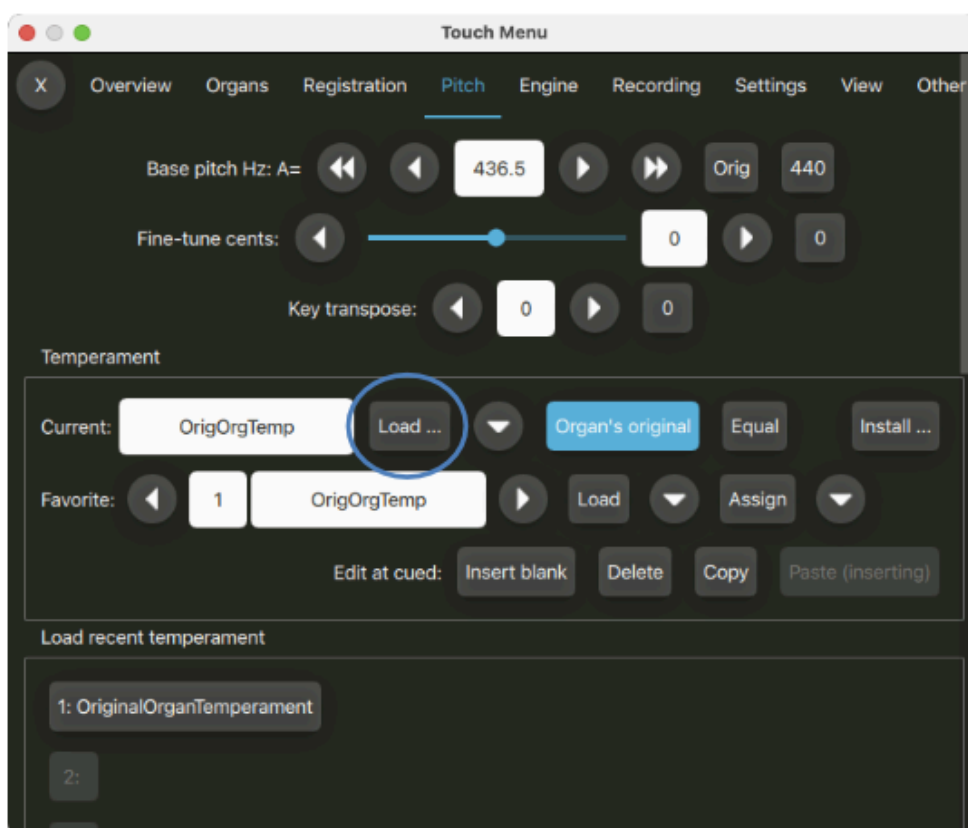 Touch Menu
X Overview Organs Registration Pitch Engine Recording Settings View Other
Base pitch Hz: A= 436.5 Orig 440
Fine-tune cents: 0 0
Key transpose: 0 0
Temperament
Current: OrigOrgTemp Load ... Organ's original Equal Install ...
Favorite: 1 OrigOrgTemp Load Assign
Edit at cued: Insert blank Delete Copy Paste (inserting)
Load recent temperament
1: OriginalOrganTemperament
2: